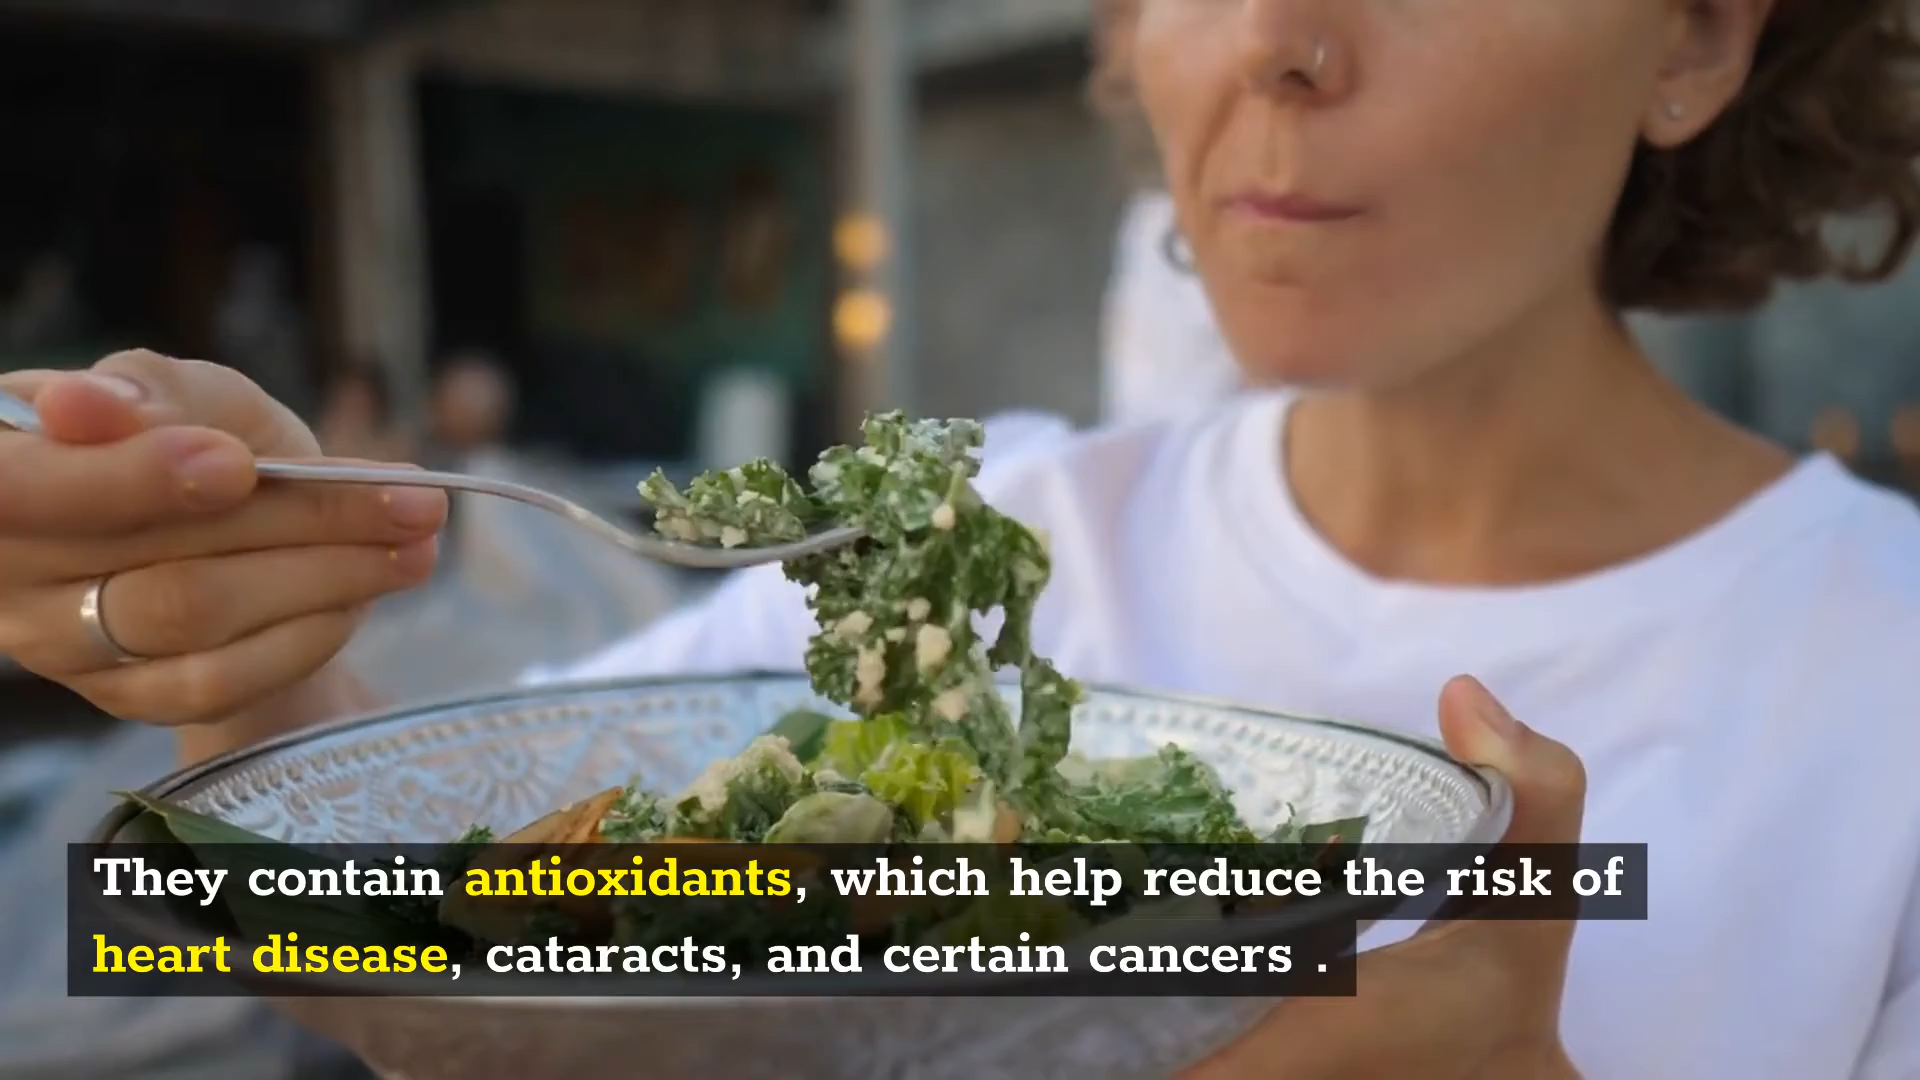 They contain antioxidants, which help reduce the risk of
heart disease, cataracts, and certain cancers .